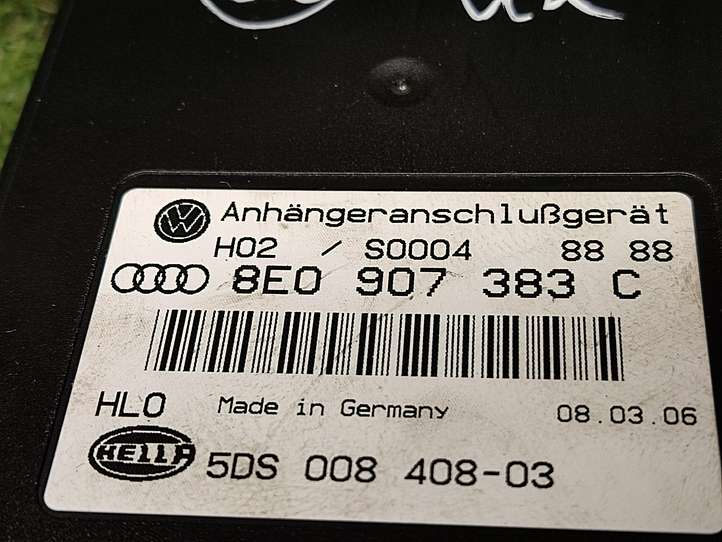 Anhängeranschlußgerät
H02 / S0004 88 88
8E0 907 383 C
HLO Made in Germany 08.03.06
HELLA 5DS 008 408-03